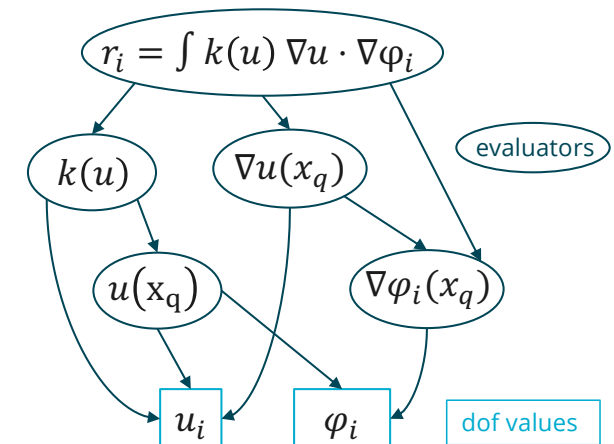 rᵢ = ∫ k(u) ∇u · ∇φᵢ
evaluators
k(u)
∇u(x_q)
u(x_q)
∇φᵢ(x_q)
uᵢ
φᵢ
dof values